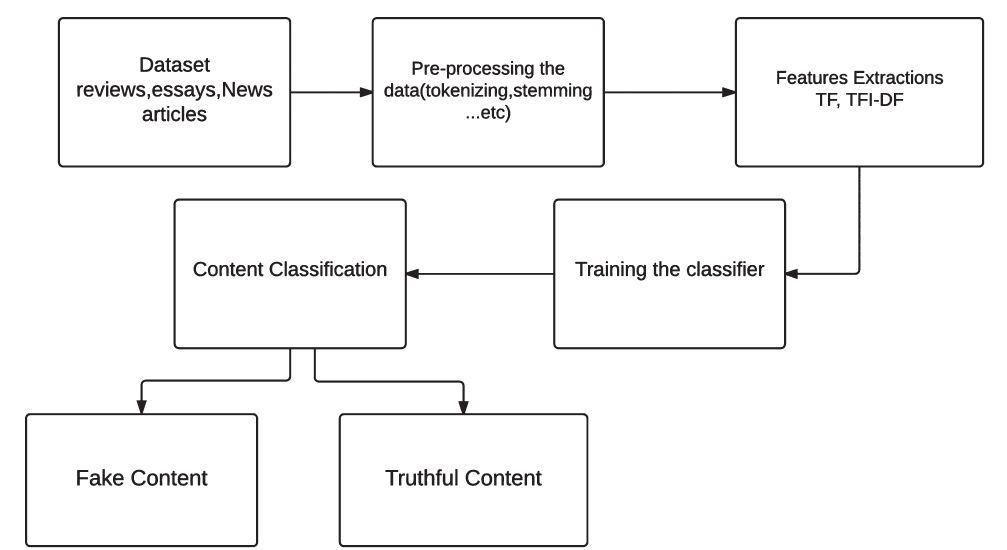 Dataset
reviews,essays,News
articles
Pre-processing the
data(tokenizing,stemming
...etc)
Features Extractions
TF, TFI-DF
Content Classification
Training the classifier
Fake Content
Truthful Content